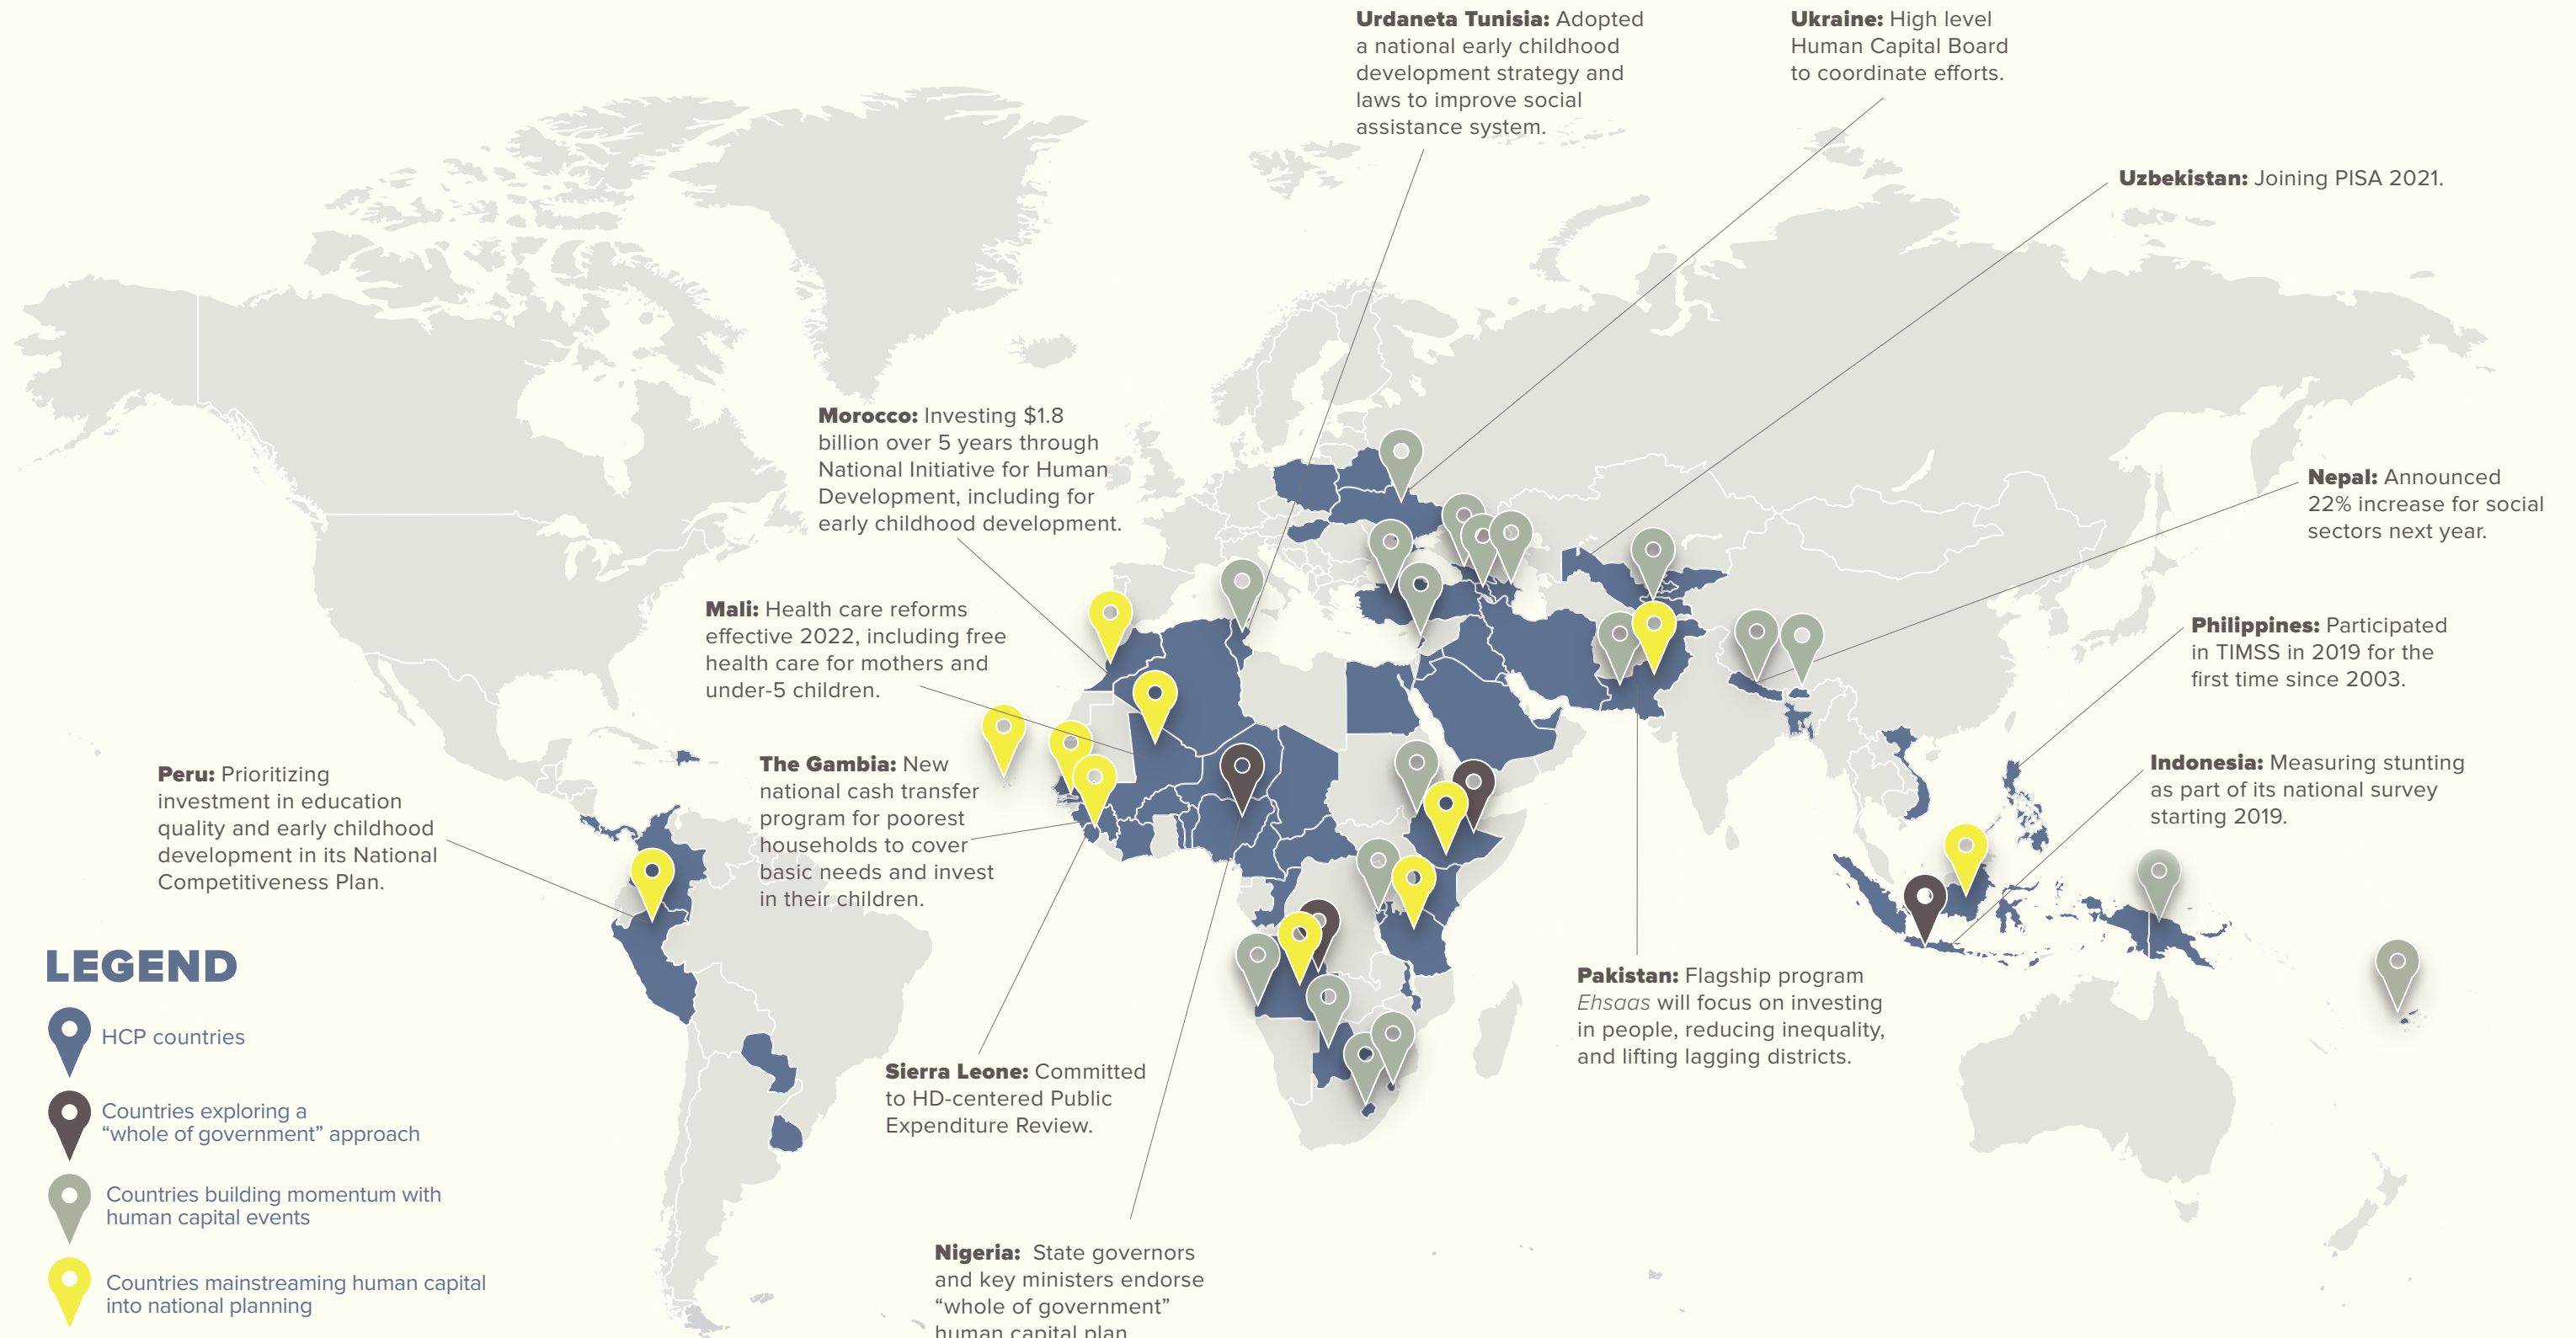 Urdaneta Tunisia: Adopted
a national early childhood
development strategy and
laws to improve social
assistance system.
Ukraine: High level
Human Capital Board
to coordinate efforts.
Uzbekistan: Joining PISA 2021.
Morocco: Investing $1.8
billion over 5 years through
National Initiative for Human
Development, including for
early childhood development.
Nepal: Announced
22% increase for social
sectors next year.
Mali: Health care reforms
effective 2022, including free
health care for mothers and
under-5 children.
Philippines: Participated
in TIMSS in 2019 for the
first time since 2003.
Peru: Prioritizing
investment in education
quality and early childhood
development in its National
Competitiveness Plan.
The Gambia: New
national cash transfer
program for poorest
households to cover
basic needs and invest
in their children.
Indonesia: Measuring stunting
as part of its national survey
starting 2019.
Pakistan: Flagship program
Ehsaas will focus on investing
in people, reducing inequality,
and lifting lagging districts.
Sierra Leone: Committed
to HD-centered Public
Expenditure Review.
Nigeria: State governors
and key ministers endorse
“whole of government”
human capital plan
LEGEND
HCP countries
Countries exploring a
“whole of government” approach
Countries building momentum with
human capital events
Countries mainstreaming human capital
into national planning